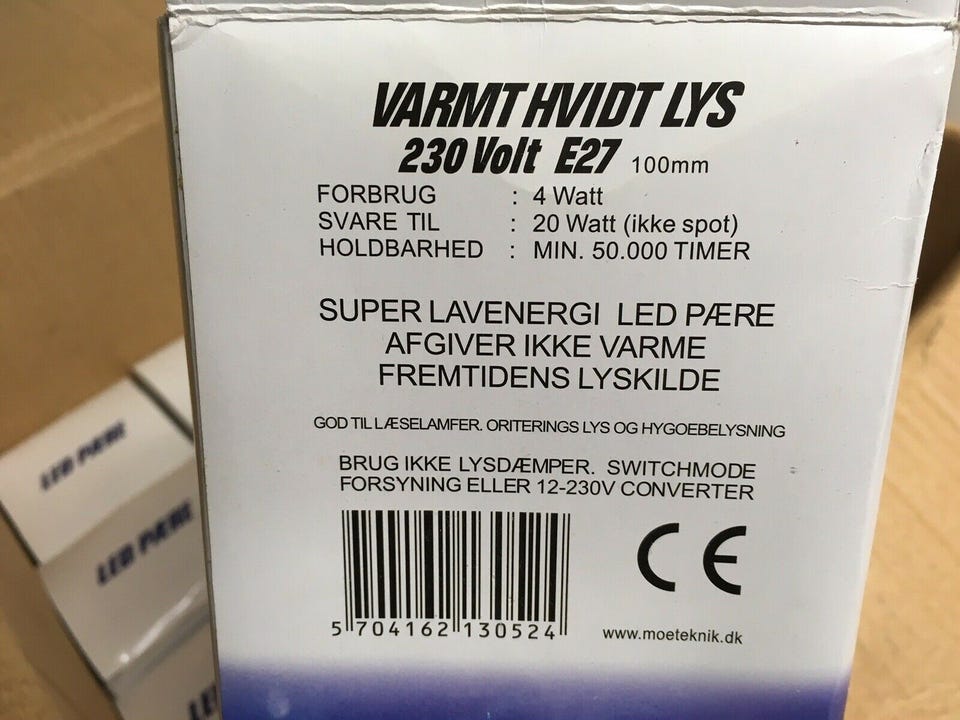 VARMT HVIDT LYS
230 Volt E27 100mm
FORBRUG : 4 Watt
SVARE TIL : 20 Watt (ikke spot)
HOLDBARHED : MIN. 50.000 TIMER
SUPER LAVENERGI LED PÆRE
AFGIVER IKKE VARME
FREMTIDENS LYSKILDE
GOD TIL LÆSELAMFER. ORITERINGS LYS OG HYGOEBELYSNING
BRUG IKKE LYSDÆMPER. SWITCHMODE
FORSYNING ELLER 12-230V CONVERTER
5 704162 130524
CE
www.moeteknik.dk
LED PÆRE
LED PÆRE